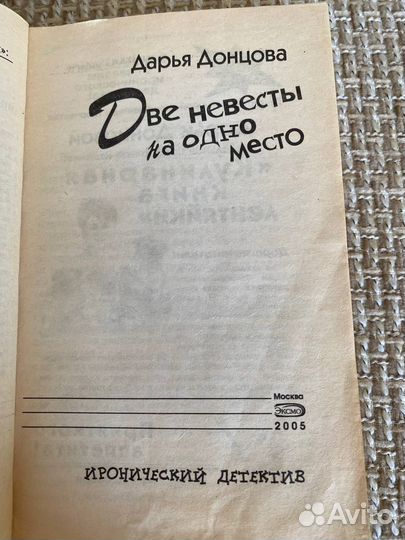 Дарья Донцова
Две невесты
на одно
место
Москва
ЭКСМО
2005
ИРОНИЧЕСКИЙ ДЕТЕКТИВ
Avito